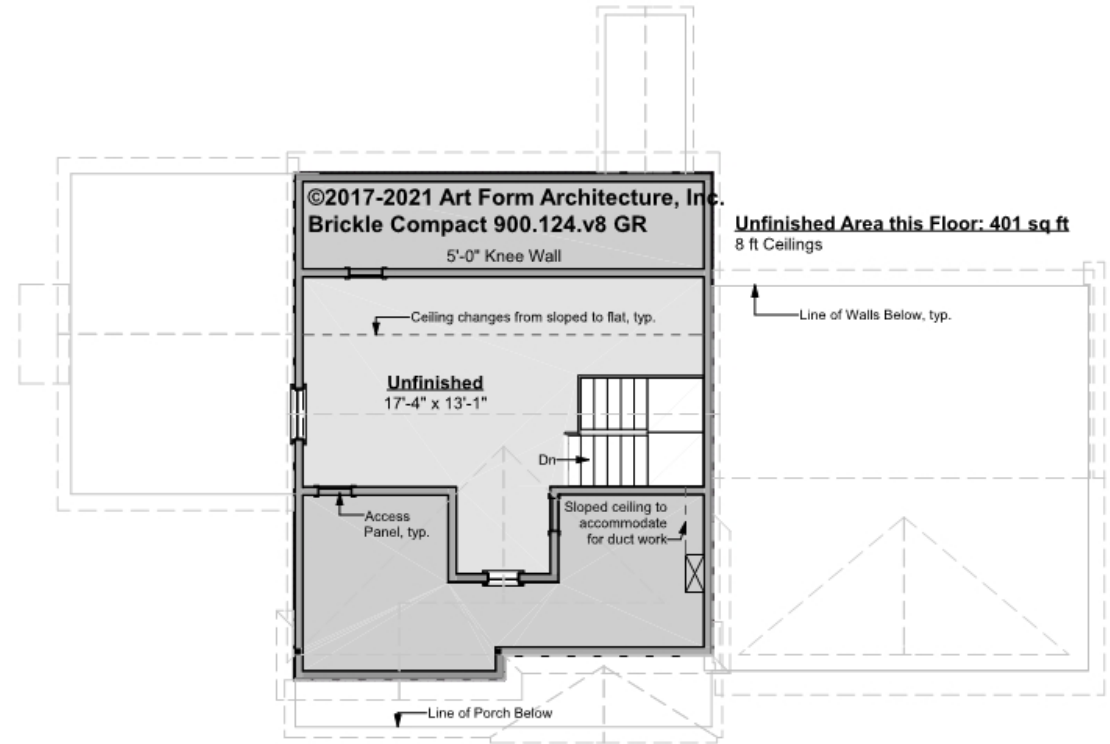 ©2017-2021 Art Form Architecture, Inc.
Brickle Compact 900.124.v8 GR
5'-0" Knee Wall
Unfinished Area this Floor: 401 sq ft
8 ft Ceilings
Ceiling changes from sloped to flat, typ.
Line of Walls Below, typ.
Unfinished
17'-4" x 13'-1"
Dn
Access
Panel, typ.
Sloped ceiling to
accommodate
for duct work
Line of Porch Below